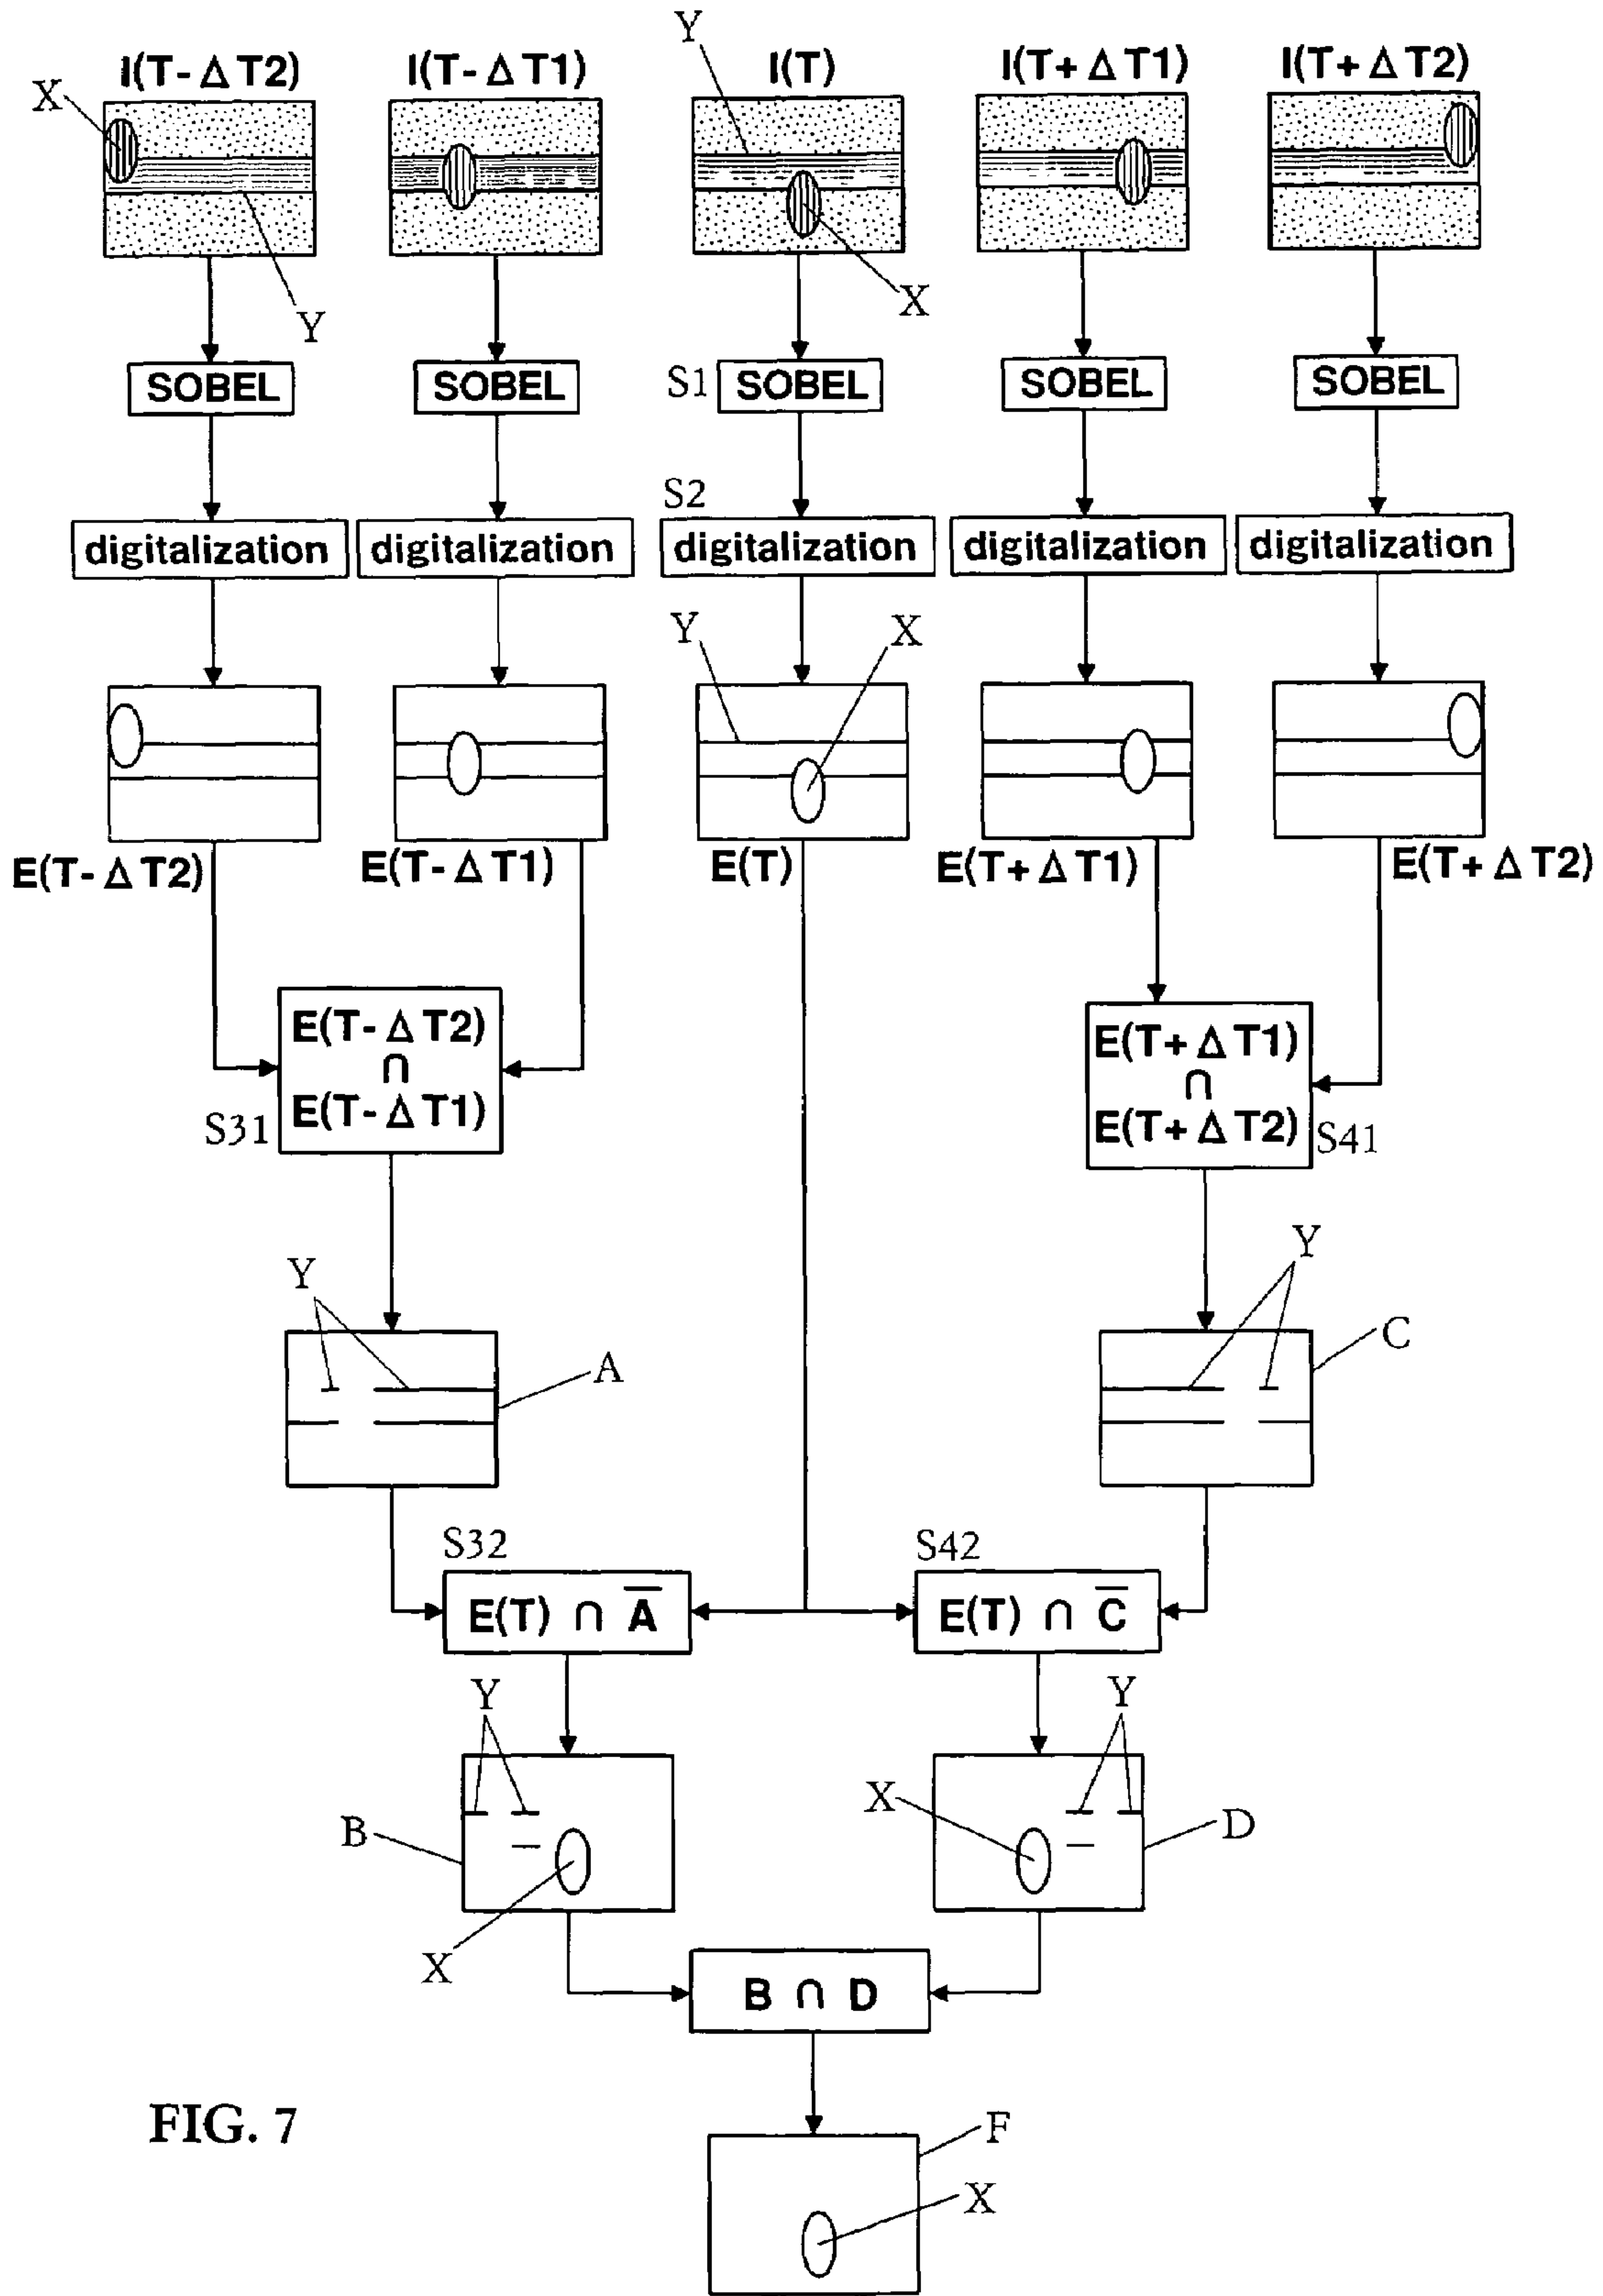 Y
I(T-ΔT2) I(T-ΔT1) I(T) I(T+ΔT1) I(T+ΔT2)
X
X
Y
SOBEL SOBEL S1 SOBEL SOBEL SOBEL
S2
digitalization digitalization digitalization digitalization digitalization
Y X
E(T-ΔT2) E(T-ΔT1) E(T) E(T+ΔT1) E(T+ΔT2)
E(T-ΔT2)
∩
E(T-ΔT1)
S31
E(T+ΔT1)
∩
E(T+ΔT2)
S41
Y Y
A C
S32 S42
E(T) ∩ A̅ E(T) ∩ C̅
Y Y
X
B D
X
B ∩ D
FIG. 7
F
X